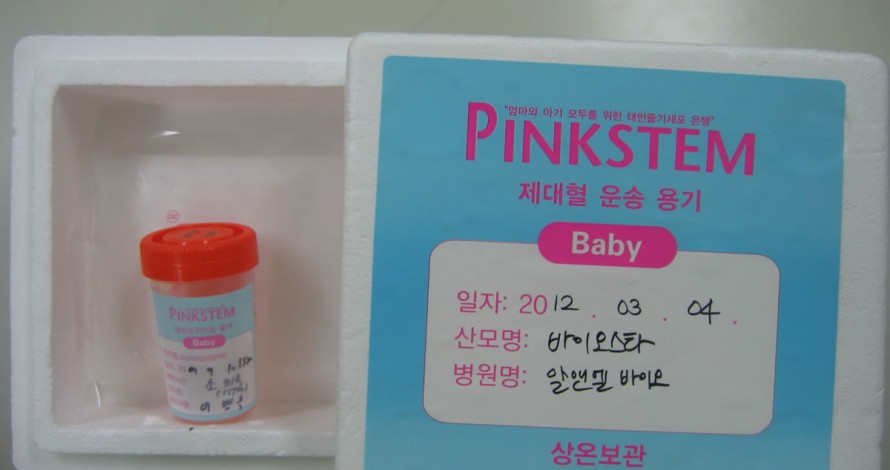 "엄마와 아기 모두를 위한 태반줄기세포 은행"
PINKSTEM
제대혈 운송 용기
Baby
일자: 2012 . 03 . 04 .
산모명: 바이오스타
병원명: 알앤엘 바이오
상온보관
PINKSTEM
Baby